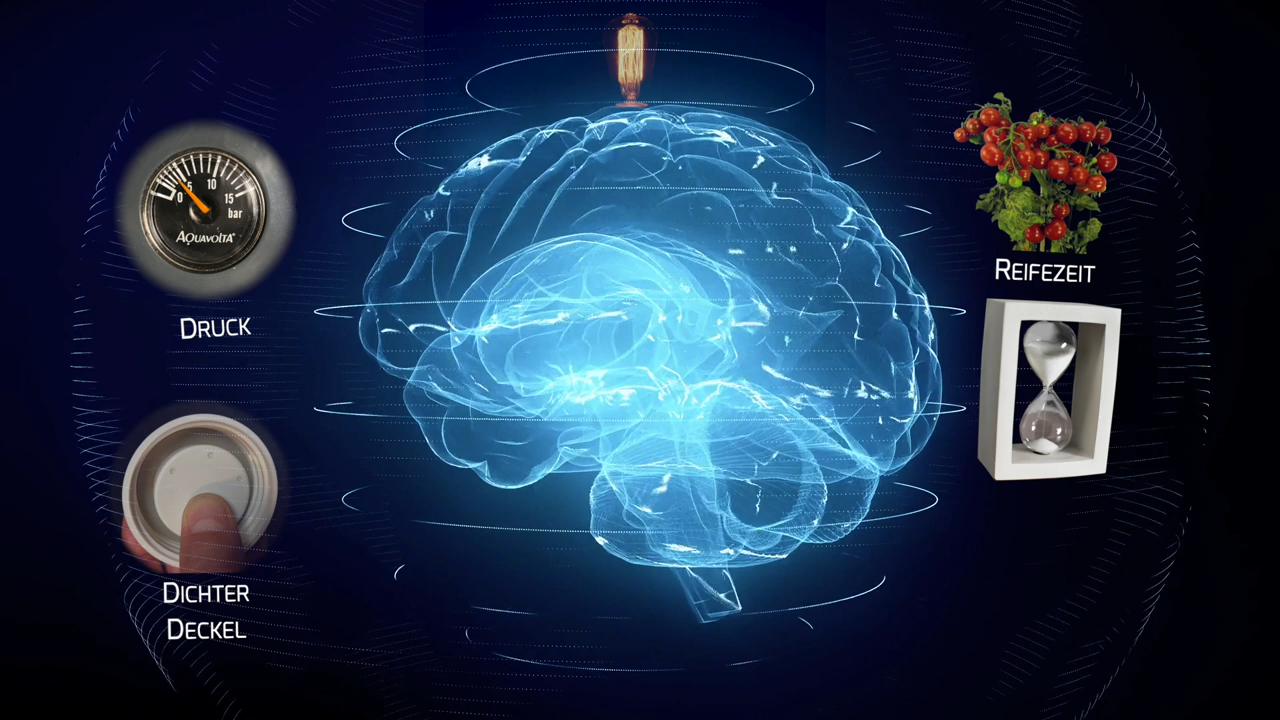 0 5 10 15
bar
AQUAVOLTA®
DRUCK
REIFEZEIT
DICHTER
DECKEL